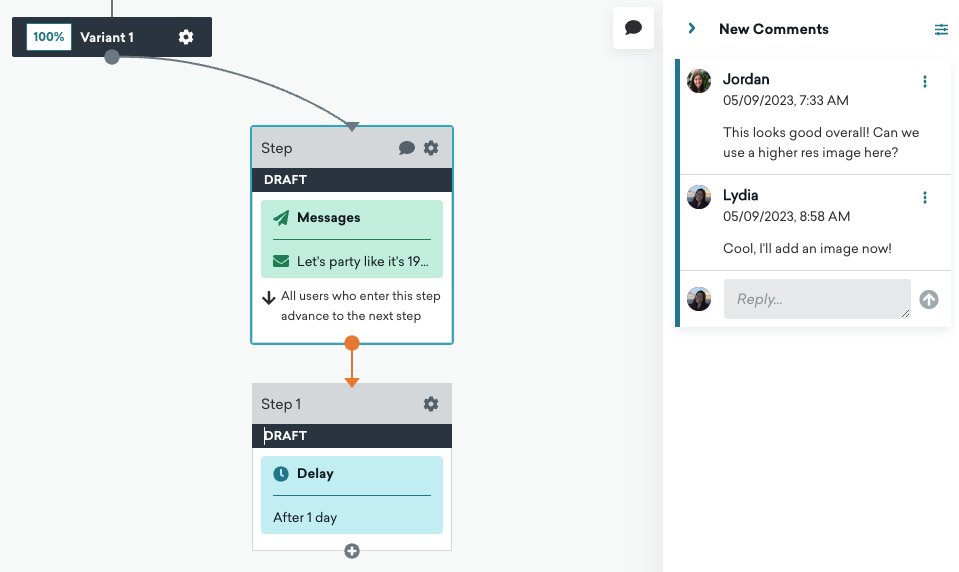 100% Variant 1
Step
DRAFT
Messages
Let's party like it's 19...
All users who enter this step
advance to the next step
Step 1
DRAFT
Delay
After 1 day
New Comments
Jordan
05/09/2023, 7:33 AM
This looks good overall! Can we
use a higher res image here?
Lydia
05/09/2023, 8:58 AM
Cool, I'll add an image now!
Reply...